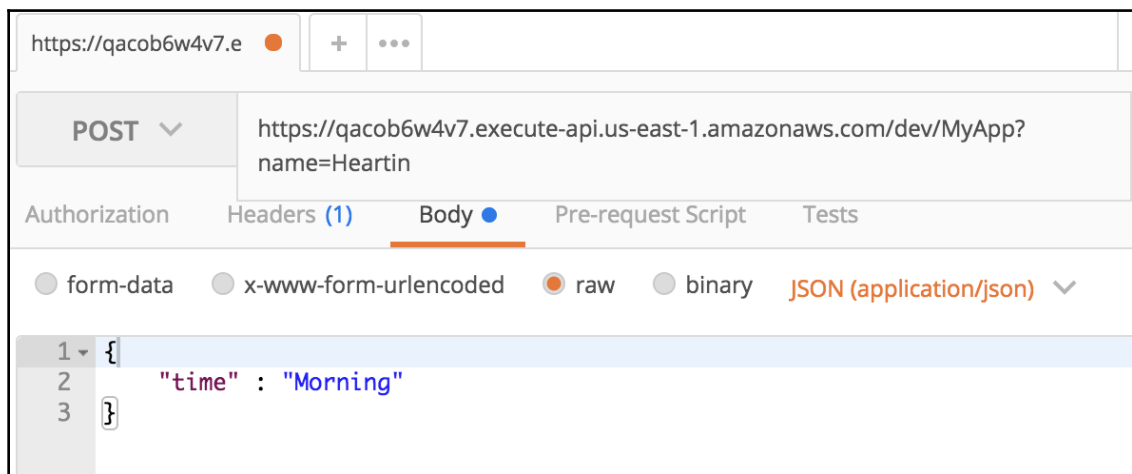 https://qacob6w4v7.e
POST
https://qacob6w4v7.execute-api.us-east-1.amazonaws.com/dev/MyApp?
name=Heartin
Authorization Headers (1) Body Pre-request Script Tests
form-data x-www-form-urlencoded raw binary JSON (application/json)
1 {
2 "time" : "Morning"
3 }